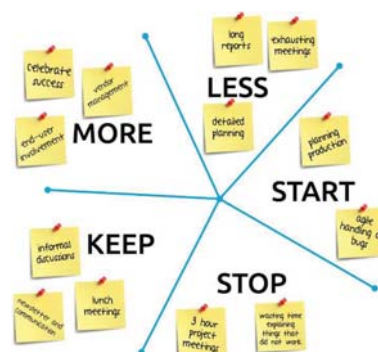 long
reports
exhausting
meetings
LESS
detailed
planning
celebrate
success
vendor
management
end-user
involvement
MORE
planning
production
START
agile
handling o
bugs
KEEP
informal
discussions
newsletter and
communication
lunch
meetings
STOP
3 hour
project
meetings
wasting time
explaining
things that
did not work.